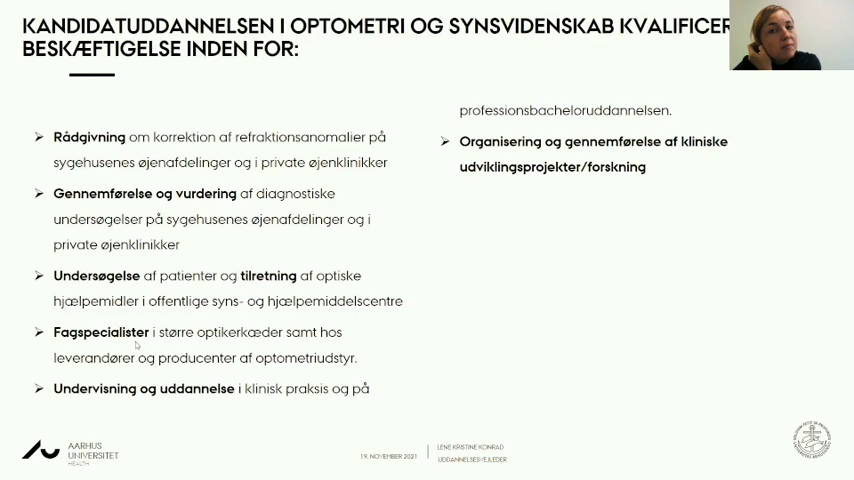 KANDIDATUDDANNELSEN I OPTOMETRI OG SYNSVIDENSKAB KVALIFICER
BESKÆFTIGELSE INDEN FOR:
➢ Rådgivning om korrektion af refraktionsanomalier på
sygehusenes øjenafdelinger og i private øjenklinikker
➢ Gennemførelse og vurdering af diagnostiske
undersøgelser på sygehusenes øjenafdelinger og i
private øjenklinikker
➢ Undersøgelse af patienter og tilretning af optiske
hjælpemidler i offentlige syns- og hjælpemiddelscentre
➢ Fagspecialister i større optikerkæder samt hos
leverandører og producenter af optometriudstyr.
➢ Undervisning og uddannelse i klinisk praksis og på
professionsbacheloruddannelsen.
➢ Organisering og gennemførelse af kliniske
udviklingsprojekter/forskning
AARHUS
UNIVERSITET
HEALTH
19. NOVEMBER 2021
LENE KRISTINE KONRAD
UDDANNELSESVEJLEDER